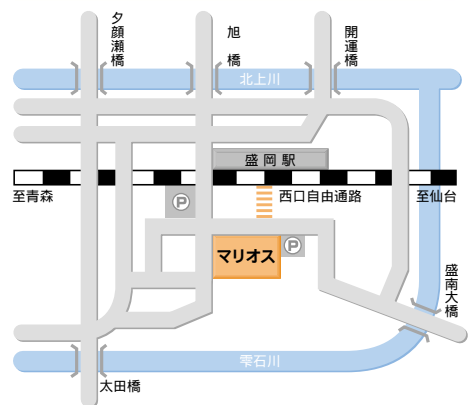 夕顔瀬橋
旭橋
開運橋
北上川
盛岡駅
至青森
西口自由通路
至仙台
P
P
マリオス
盛南大橋
雫石川
太田橋